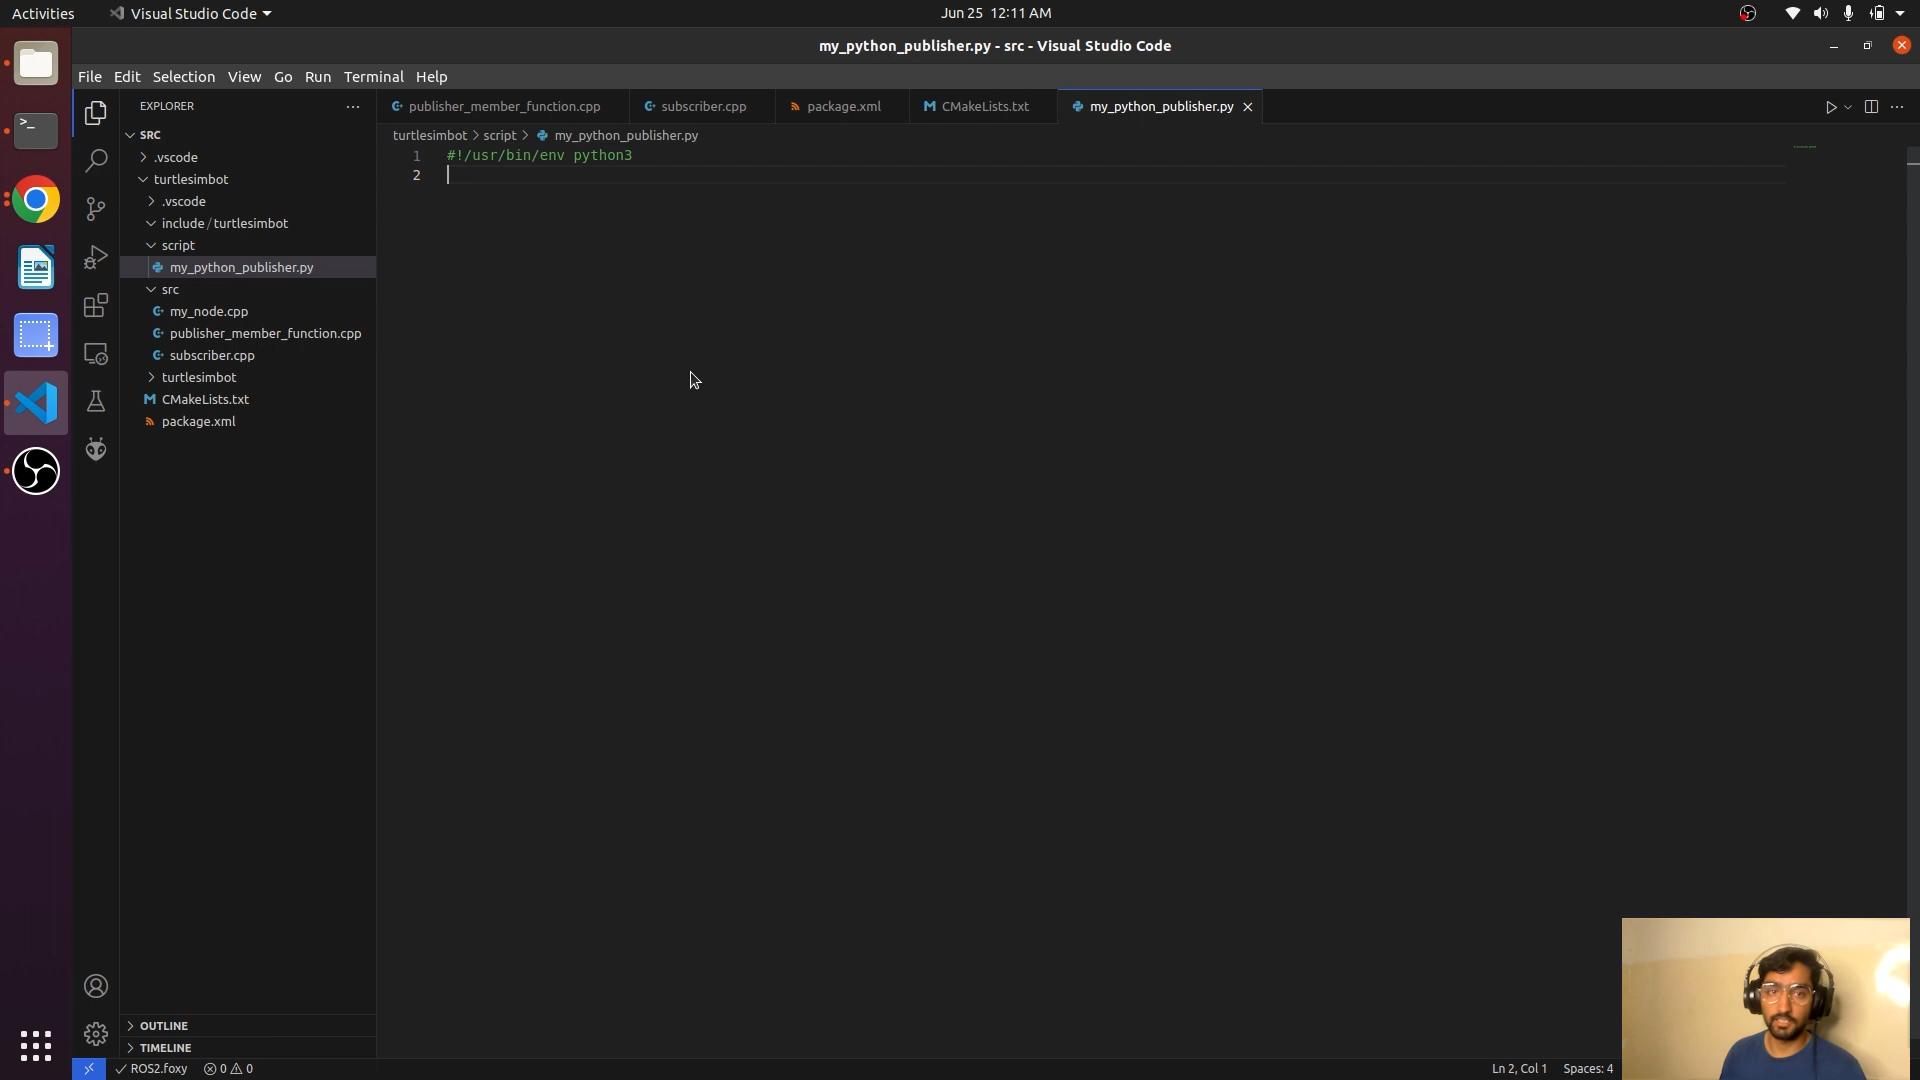 Activities
Visual Studio Code
Jun 25 12:11 AM
my_python_publisher.py - src - Visual Studio Code
File Edit Selection View Go Run Terminal Help
EXPLORER
SRC
.vscode
turtlesimbot
.vscode
include / turtlesimbot
script
my_python_publisher.py
src
my_node.cpp
publisher_member_function.cpp
subscriber.cpp
turtlesimbot
CMakeLists.txt
package.xml
OUTLINE
TIMELINE
publisher_member_function.cpp
subscriber.cpp
package.xml
CMakeLists.txt
my_python_publisher.py
turtlesimbot > script > my_python_publisher.py
1 #!/usr/bin/env python3
2
ROS2.foxy 0 0
Ln 2, Col 1 Spaces: 4